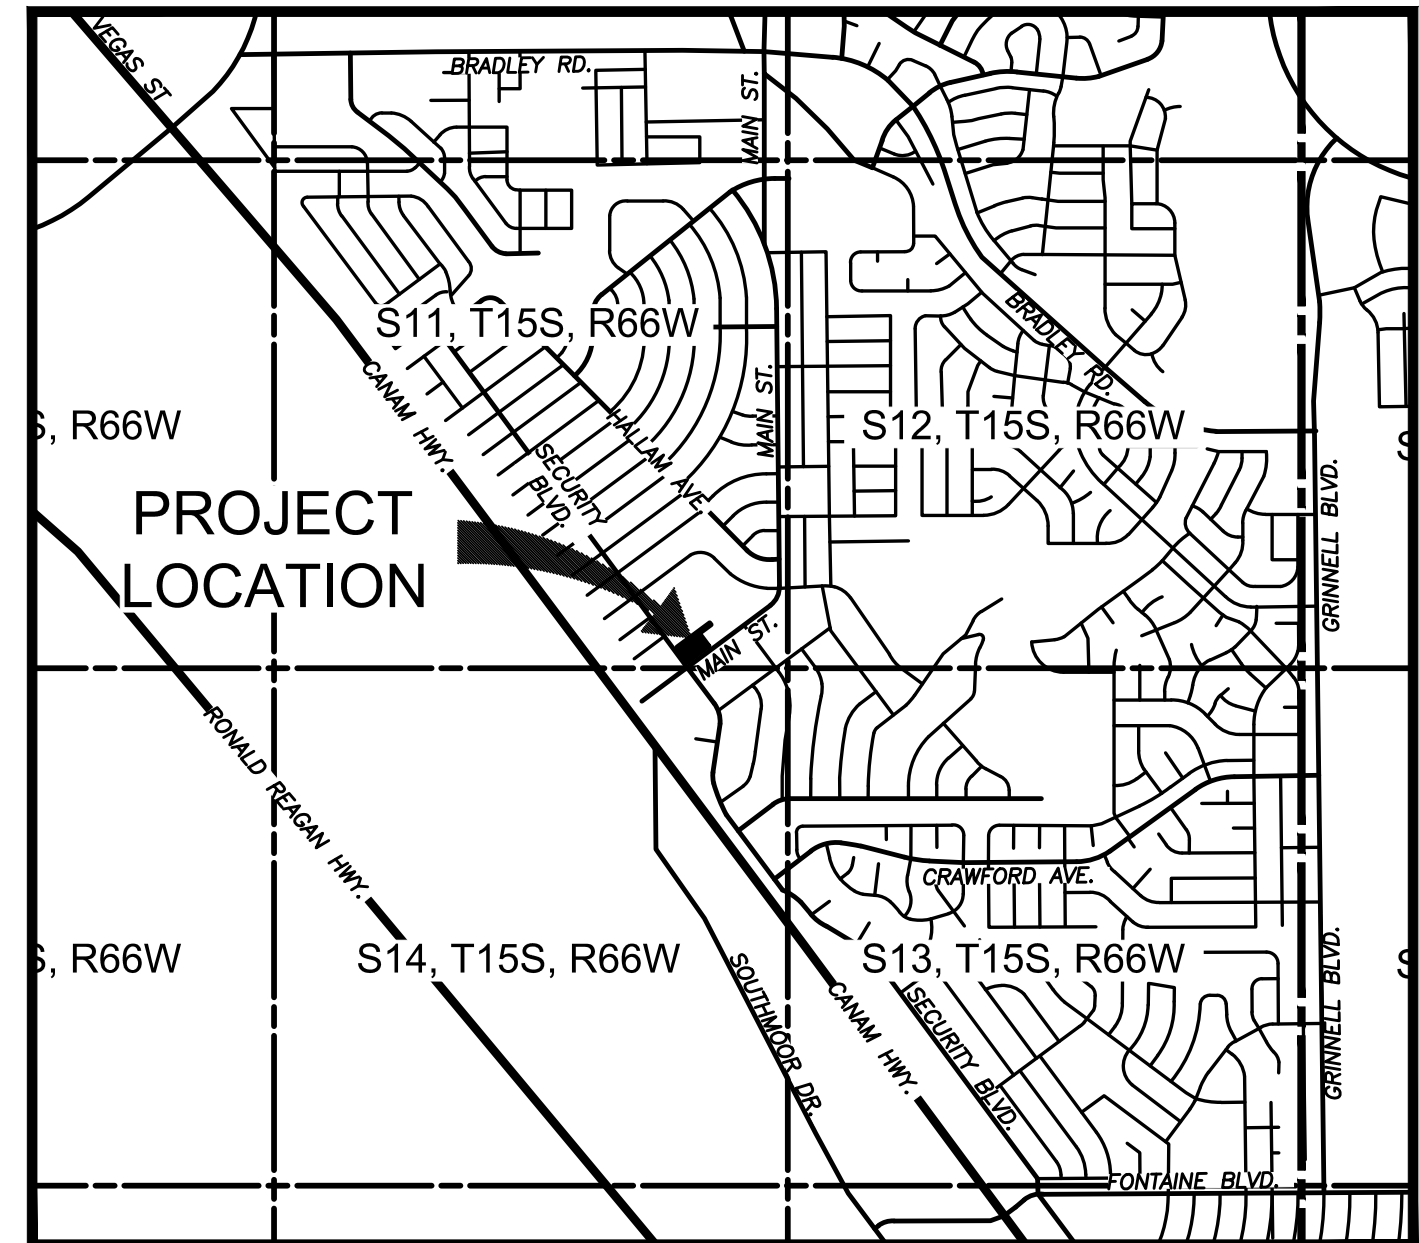 VEGAS ST
BRADLEY RD.
MAIN ST.
S11, T15S, R66W
BRADLEY RD.
CANAM HWY.
MAIN ST.
HALLAM AVE.
S, R66W
S12, T15S, R66W
S
SECURITY
BLVD.
GRINNELL BLVD.
PROJECT
LOCATION
MAIN ST.
RONALD REAGAN HWY.
CRAWFORD AVE.
S, R66W
S14, T15S, R66W
S13, T15S, R66W
S
SOUTHMOOR DR.
CANAM HWY.
SECURITY BLVD.
GRINNELL BLVD.
FONTAINE BLVD.